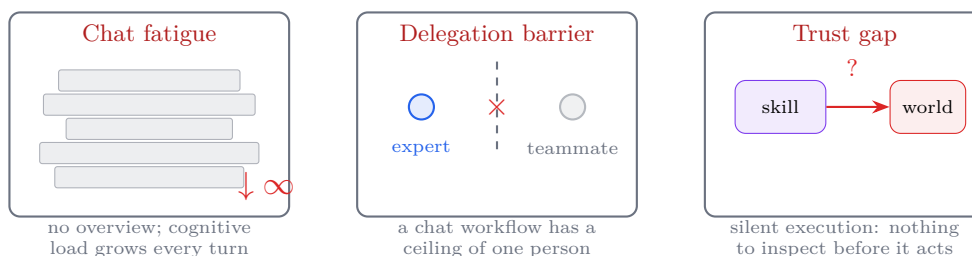 Chat fatigue
∞
no overview; cognitive
load grows every turn
Delegation barrier
expert
teammate
a chat workflow has a
ceiling of one person
Trust gap
?
skill
world
silent execution: nothing
to inspect before it acts